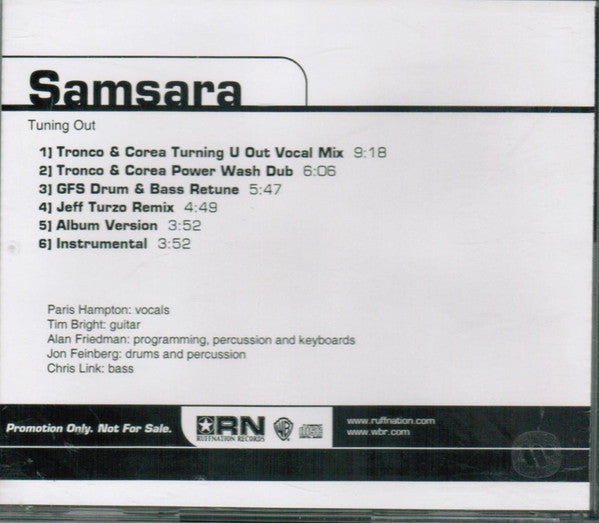 Samsara
Tuning Out
1] Tronco & Corea Turning U Out Vocal Mix 9:18
2] Tronco & Corea Power Wash Dub 6:06
3] GFS Drum & Bass Retune 5:47
4] Jeff Turzo Remix 4:49
5] Album Version 3:52
6] Instrumental 3:52
Paris Hampton: vocals
Tim Bright: guitar
Alan Friedman: programming, percussion and keyboards
Jon Feinberg: drums and percussion
Chris Link: bass
Promotion Only. Not For Sale.
RN
RUFFNATION RECORDS
WB
www.ruffnation.com
www.wbr.com